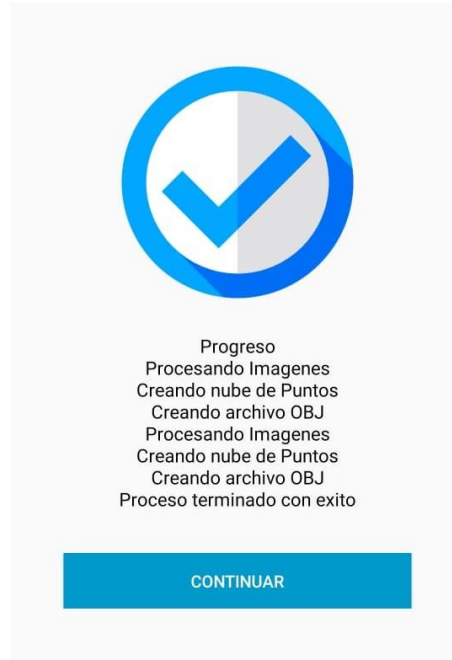 Progreso
Procesando Imagenes
Creando nube de Puntos
Creando archivo OBJ
Procesando Imagenes
Creando nube de Puntos
Creando archivo OBJ
Proceso terminado con exito
CONTINUAR